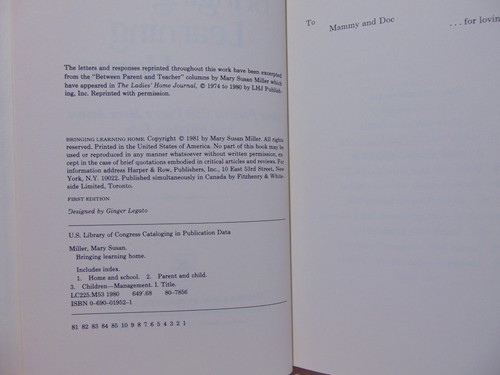 The letters and responses reprinted throughout this work have been excerpted
from the "Between Parent and Teacher" columns by Mary Susan Miller which
have appeared in The Ladies' Home Journal, © 1974 to 1980 by LHJ Publish-
ing, Inc. Reprinted with permission.
BRINGING LEARNING HOME. Copyright © 1981 by Mary Susan Miller. All rights
reserved. Printed in the United States of America. No part of this book may be
used or reproduced in any manner whatsoever without written permission, ex-
cept in the case of brief quotations embodied in critical articles and reviews. For
information address Harper & Row, Publishers, Inc., 10 East 53rd Street, New
York, N.Y. 10022. Published simultaneously in Canada by Fitzhenry & White-
side Limited, Toronto.
FIRST EDITION
Designed by Ginger Legato
U.S. Library of Congress Cataloging in Publication Data
Miller, Mary Susan.
Bringing learning home.
Includes index.
1. Home and school. 2. Parent and child.
3. Children—Management. I. Title.
LC225.M53 1980 649'.68 80-7856
ISBN 0-690-01952-1
81 82 83 84 85 10 9 8 7 6 5 4 3 2 1
To Mammy and Doc . . . for lovin